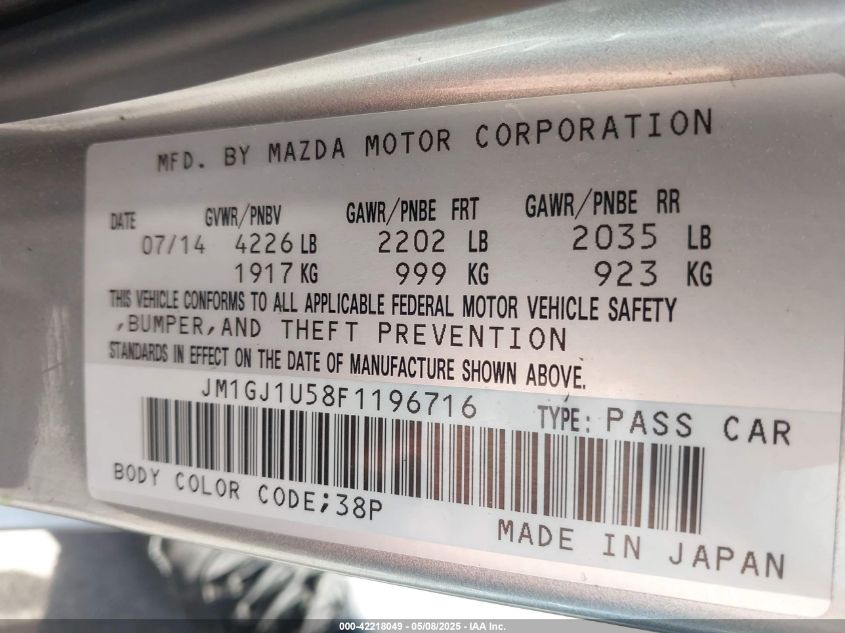 MFD. BY MAZDA MOTOR CORPORATION
DATE GVWR/PNBV GAWR/PNBE FRT GAWR/PNBE RR
07/14 4226 LB 2202 LB 2035 LB
1917 KG 999 KG 923 KG
THIS VEHICLE CONFORMS TO ALL APPLICABLE FEDERAL MOTOR VEHICLE SAFETY
,BUMPER,AND THEFT PREVENTION
STANDARDS IN EFFECT ON THE DATE OF MANUFACTURE SHOWN ABOVE.
JM1GJ1U58F1196716 TYPE: PASS CAR
BODY COLOR CODE;38P
MADE IN JAPAN
000-42218049 - 05/08/2025 - IAA Inc.